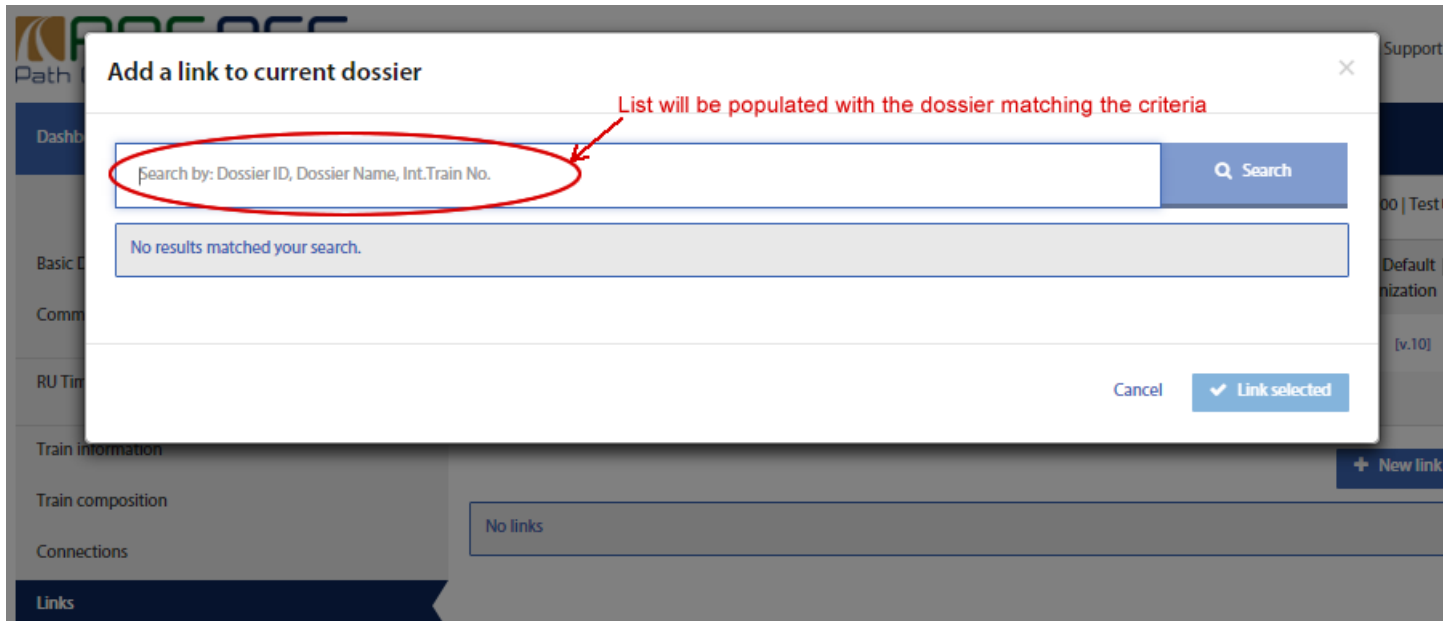 Path
Support
Add a link to current dossier
×
List will be populated with the dossier matching the criteria
Dashb
Search by: Dossier ID, Dossier Name, Int.Train No.
Search
00 | Test
No results matched your search.
Basic D
Default
nization
Comm
[v.10]
RU Tim
Cancel
Link selected
Train information
+ New link
Train composition
No links
Connections
Links